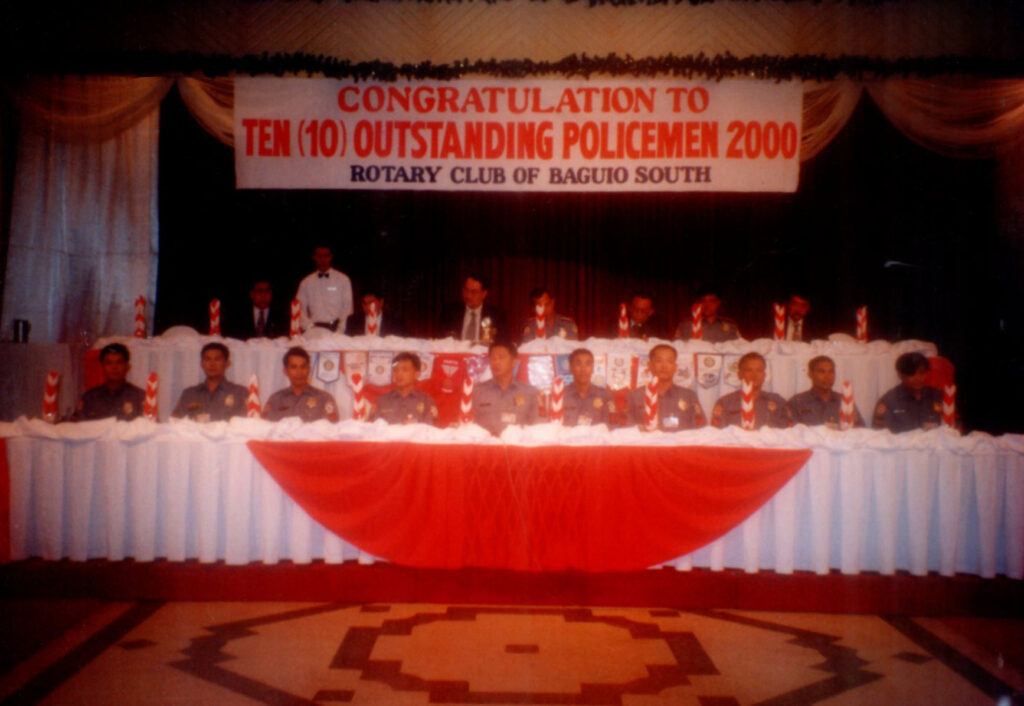 CONGRATULATION TO
TEN (10) OUTSTANDING POLICEMEN 2000
ROTARY CLUB OF BAGUIO SOUTH